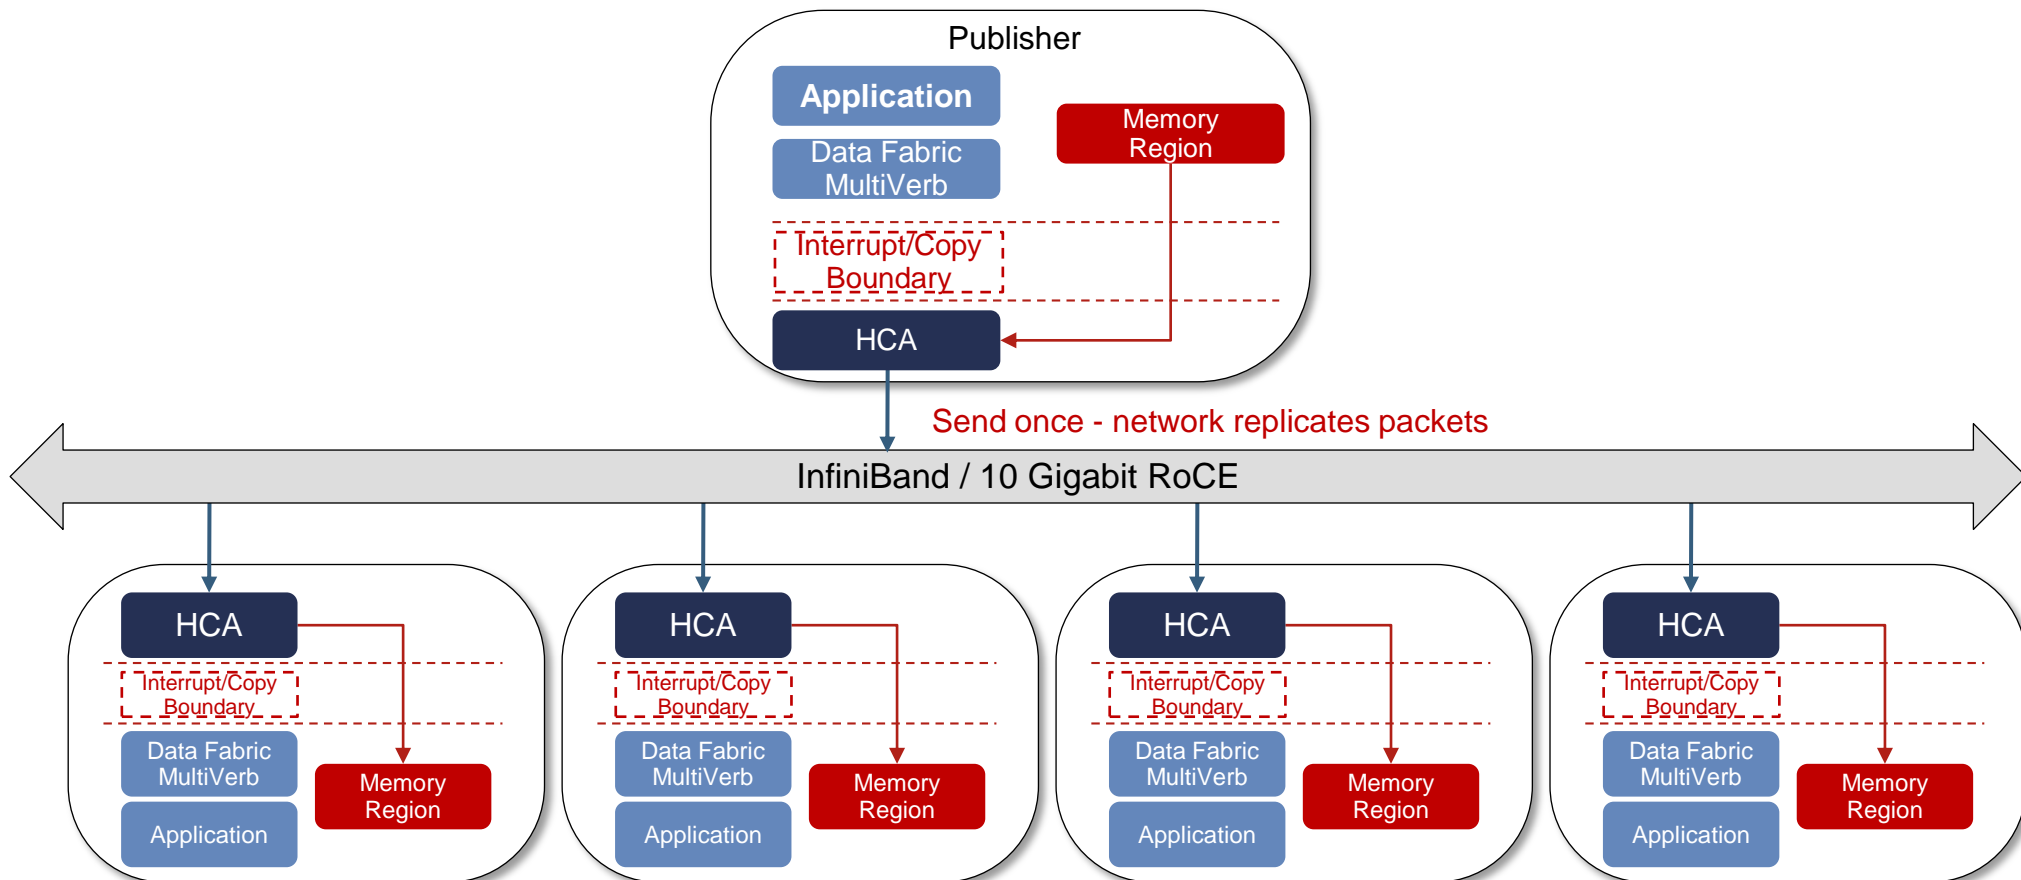 Publisher
Application
Data Fabric
MultiVerb
Memory
Region
Interrupt/Copy
Boundary
HCA
Send once - network replicates packets
InfiniBand / 10 Gigabit RoCE
HCA
Interrupt/Copy
Boundary
Data Fabric
MultiVerb
Memory
Region
Application
HCA
Interrupt/Copy
Boundary
Data Fabric
MultiVerb
Memory
Region
Application
HCA
Interrupt/Copy
Boundary
Data Fabric
MultiVerb
Memory
Region
Application
HCA
Interrupt/Copy
Boundary
Data Fabric
MultiVerb
Memory
Region
Application